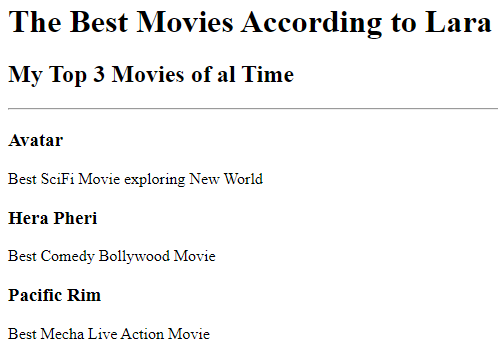 The Best Movies According to Lara
My Top 3 Movies of al Time
Avatar
Best SciFi Movie exploring New World
Hera Pheri
Best Comedy Bollywood Movie
Pacific Rim
Best Mecha Live Action Movie